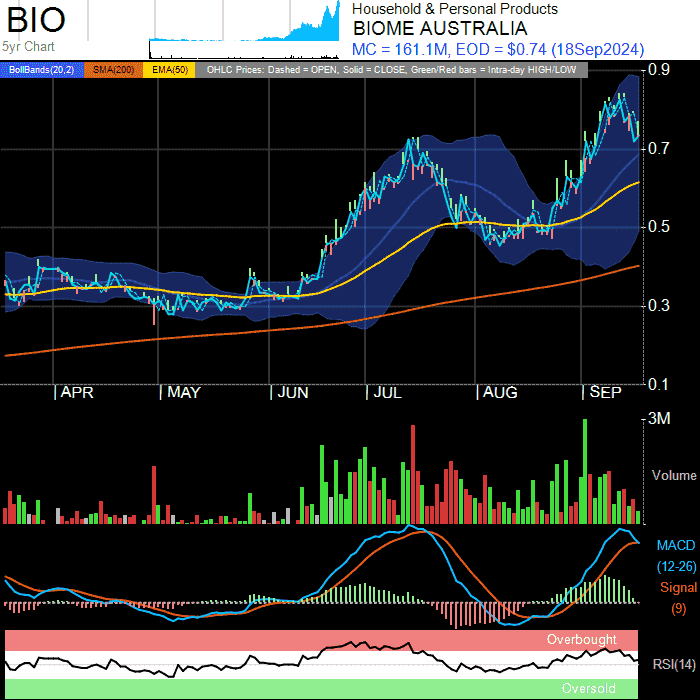 BIO
5yr Chart
Household & Personal Products
BIOME AUSTRALIA
MC = 161.1M, EOD = $0.74 (18Sep2024)
BollBands(20,2) SMA(200) EMA(50) OHLC Prices: Dashed = OPEN, Solid = CLOSE, Green/Red bars = Intra-day HIGH/LOW
0.9
0.7
0.5
0.3
0.1
APR MAY JUN JUL AUG SEP
3M
Volume
MACD
(12-26)
Signal
(9)
Overbought
RSI(14)
Oversold